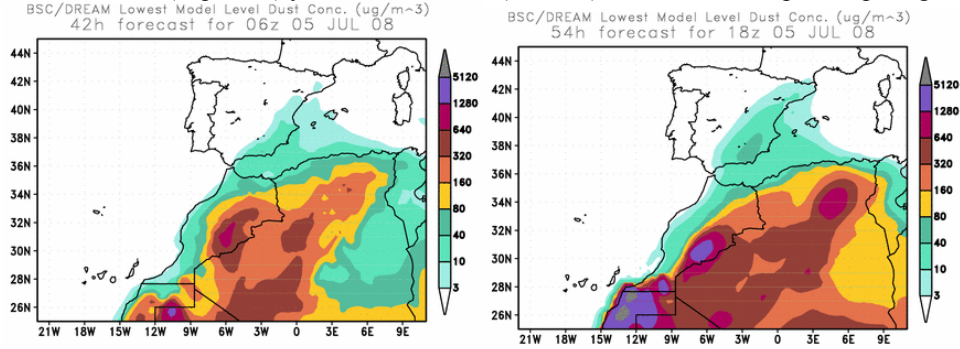 BSC/DREAM Lowest Model Level Dust Conc. (ug/m^3)
42h forecast for 06z 05 JUL 08
44N
42N
40N
38N
36N
34N
32N
30N
28N
26N
21W 18W 15W 12W 9W 6W 3W 0 3E 6E 9E
5120
1280
640
320
160
80
40
10
3
BSC/DREAM Lowest Model Level Dust Conc. (ug/m^3)
54h forecast for 18z 05 JUL 08
44N
42N
40N
38N
36N
34N
32N
30N
28N
26N
21W 18W 15W 12W 9W 6W 3W 0 3E 6E 9E
5120
1280
640
320
160
80
40
10
3